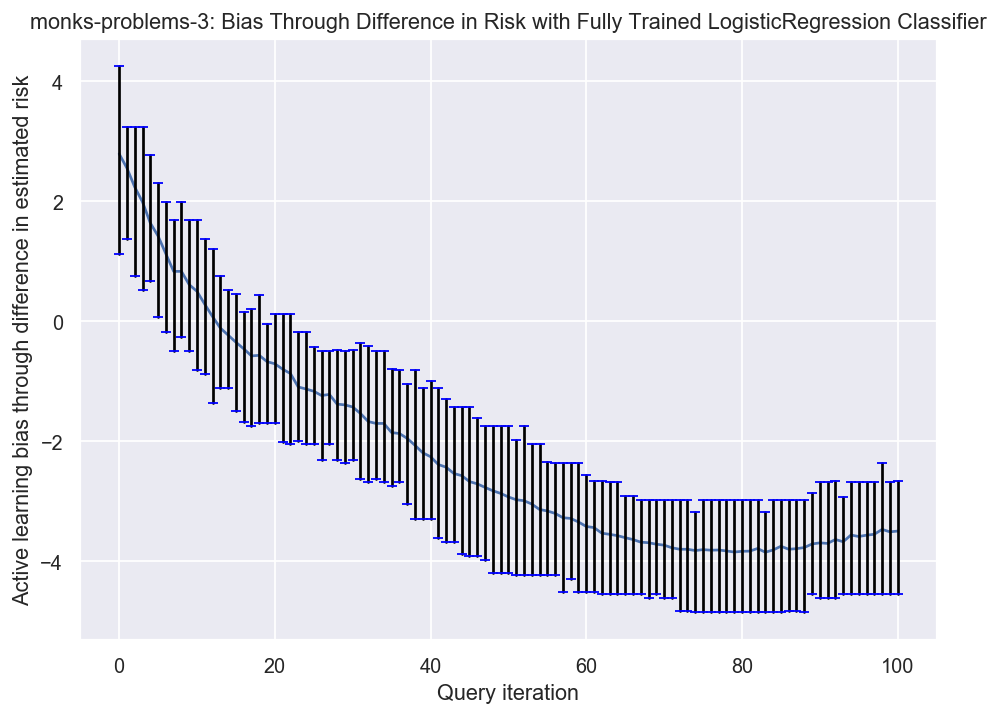 monks-problems-3: Bias Through Difference in Risk with Fully Trained LogisticRegression Classifier
Active learning bias through difference in estimated risk
4
2
0
−2
−4
0 20 40 60 80 100
Query iteration